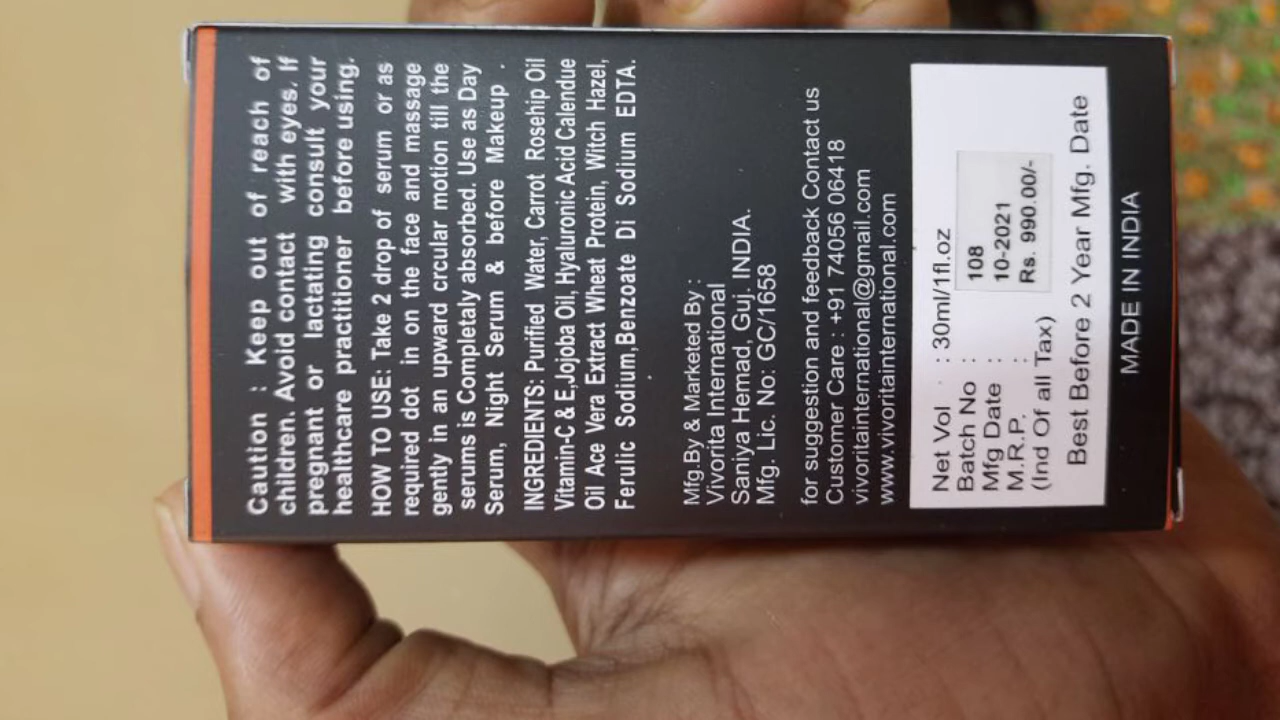 Caution : Keep out of reach of
children. Avoid contact with eyes, If
pregnant or lactating consult your
healthcare practitioner before using.
HOW TO USE: Take 2 drop of serum or as
required dot in on the face and massage
gently in an upward crcular motion till the
serums is Completely absorbed. Use as Day
Serum, Night Serum & before Makeup .
INGREDIENTS: Purified Water, Carrot Rosehip Oil
Vitamin-C & E,Jojoba Oil, Hyaluronic Acid Calendue
Oil Ace Vera Extract Wheat Protein, Witch Hazel,
Ferulic Sodium,Benzoate Di Sodium EDTA.
Mfg.By & Marketed By :
Vivorita International
Saniya Hemad, Guj. INDIA.
Mfg. Lic. No: GC/1658
for suggestion and feedback Contact us
Customer Care : +91 74056 06418
vivoritainternational@gmail.com
www.vivoritainternational.com
Net Vol : 30ml/1fl.oz
Batch No : 108
Mfg Date : 10-2021
M.R.P. : Rs. 990.00/-
(Ind Of all Tax)
Best Before 2 Year Mfg. Date
MADE IN INDIA